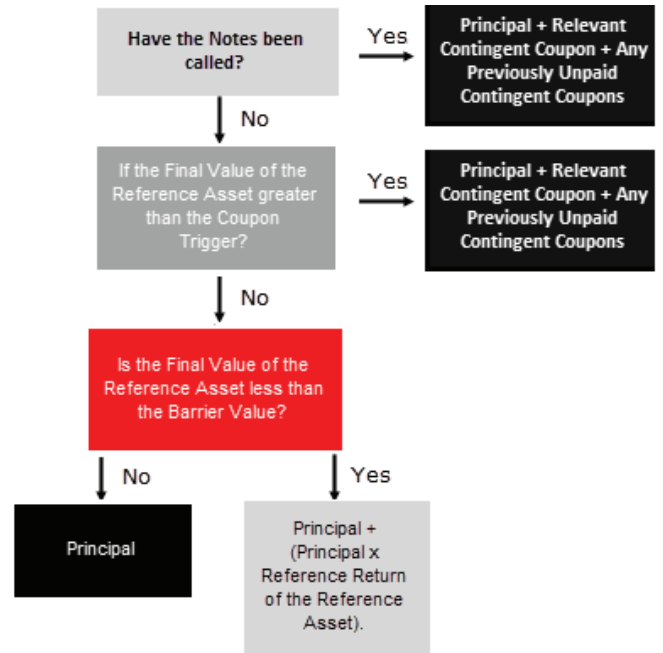 Have the Notes been
called?
Yes
Principal + Relevant
Contingent Coupon + Any
Previously Unpaid
Contingent Coupons
No
If the Final Value of the
Reference Asset greater
than the Coupon
Trigger?
Yes
Principal + Relevant
Contingent Coupon + Any
Previously Unpaid
Contingent Coupons
No
Is the Final Value of the
Reference Asset less than
the Barrier Value?
No
Yes
Principal
Principal +
(Principal x
Reference Return
of the Reference
Asset).